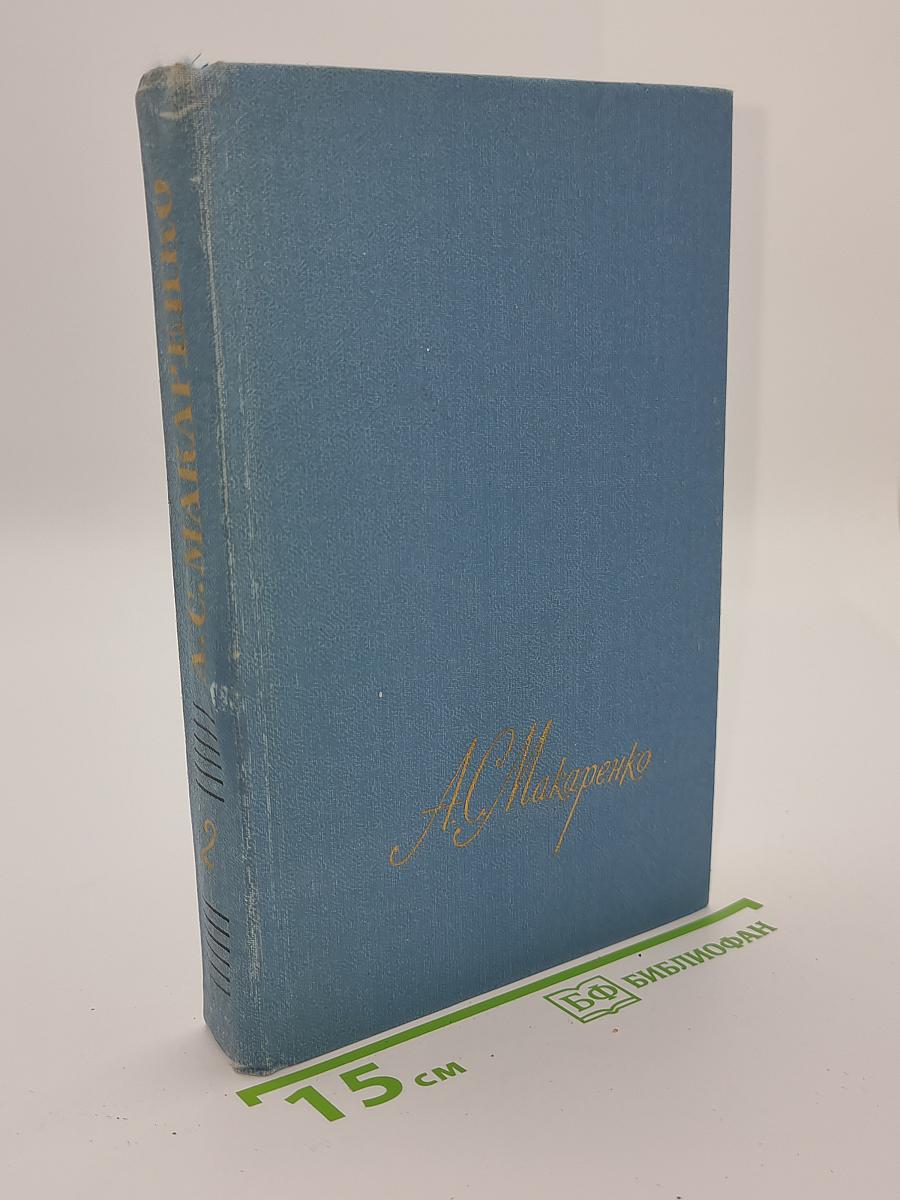 А. С. МАКАРЕНКО
2
А.С.Макаренко
15 см
БФ БИБЛИОФАН